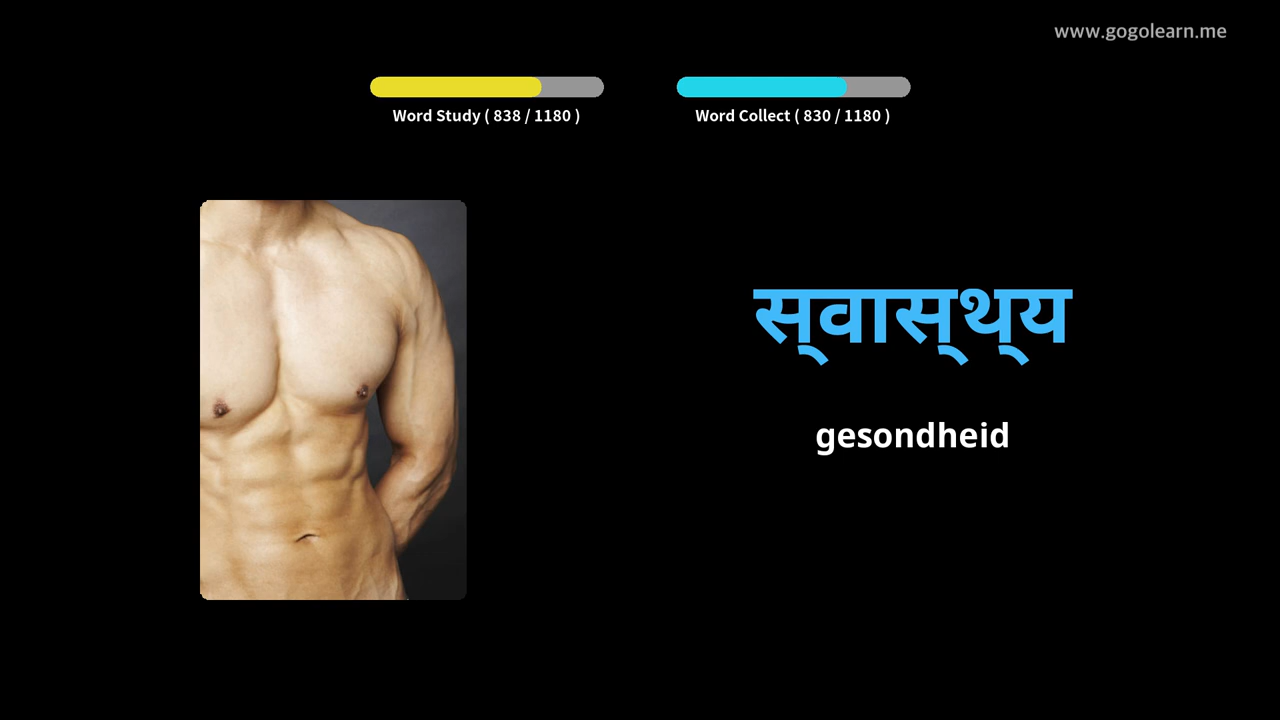 www.gogolearn.me
Word Study ( 838 / 1180 )
Word Collect ( 830 / 1180 )
स्‌वास्‌थ्‌य
gesondheid